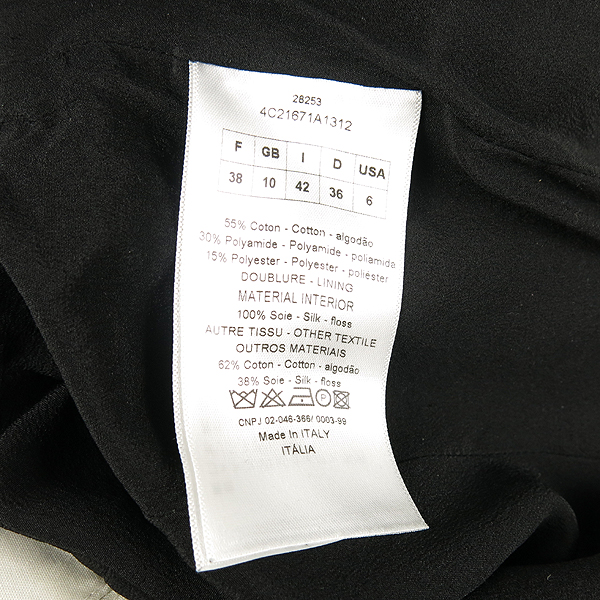 28253
4C21671A1312
F GB I D USA
38 10 42 36 6
55% Coton - Cotton - algodão
30% Polyamide - Polyamide - poliamida
15% Polyester - Polyester - poliéster
DOUBLURE - LINING
MATERIAL INTERIOR
100% Soie - Silk - floss
AUTRE TISSU - OTHER TEXTILE
OUTROS MATERIAIS
62% Coton - Cotton - algodão
38% Soie - Silk - floss
P
CNPJ 02-046-366/ 0003-99
Made In ITALY
ITÁLIA